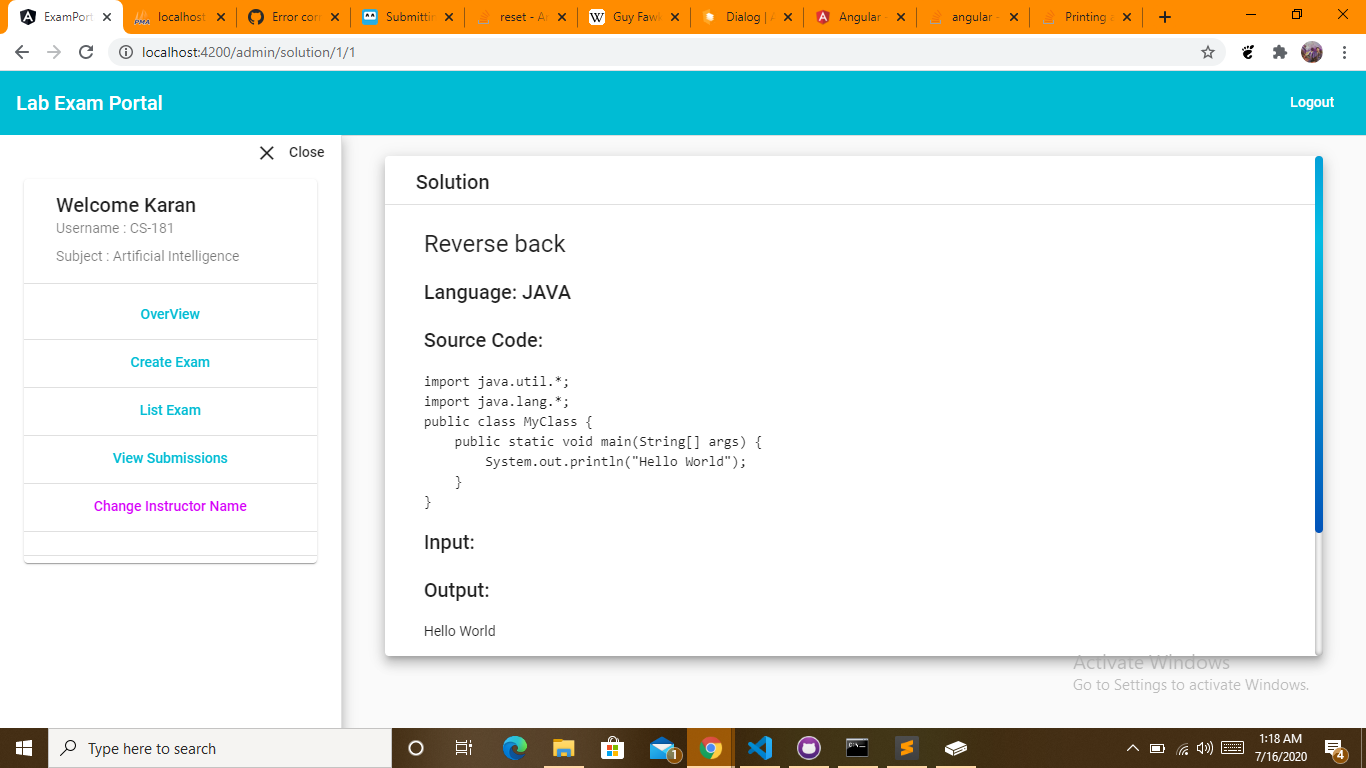 ExamPort
localhost
Error con
Submittin
reset - An
Guy Fawk
Dialog | A
Angular -
angular -
Printing a
localhost:4200/admin/solution/1/1
Lab Exam Portal
Logout
Close
Welcome Karan
Username : CS-181
Subject : Artificial Intelligence
OverView
Create Exam
List Exam
View Submissions
Change Instructor Name
Solution
Reverse back
Language: JAVA
Source Code:
import java.util.*;
import java.lang.*;
public class MyClass {
    public static void main(String[] args) {
        System.out.println("Hello World");
    }
}
Input:
Output:
Hello World
Activate Windows
Go to Settings to activate Windows.
Type here to search
1
1:18 AM
7/16/2020
4